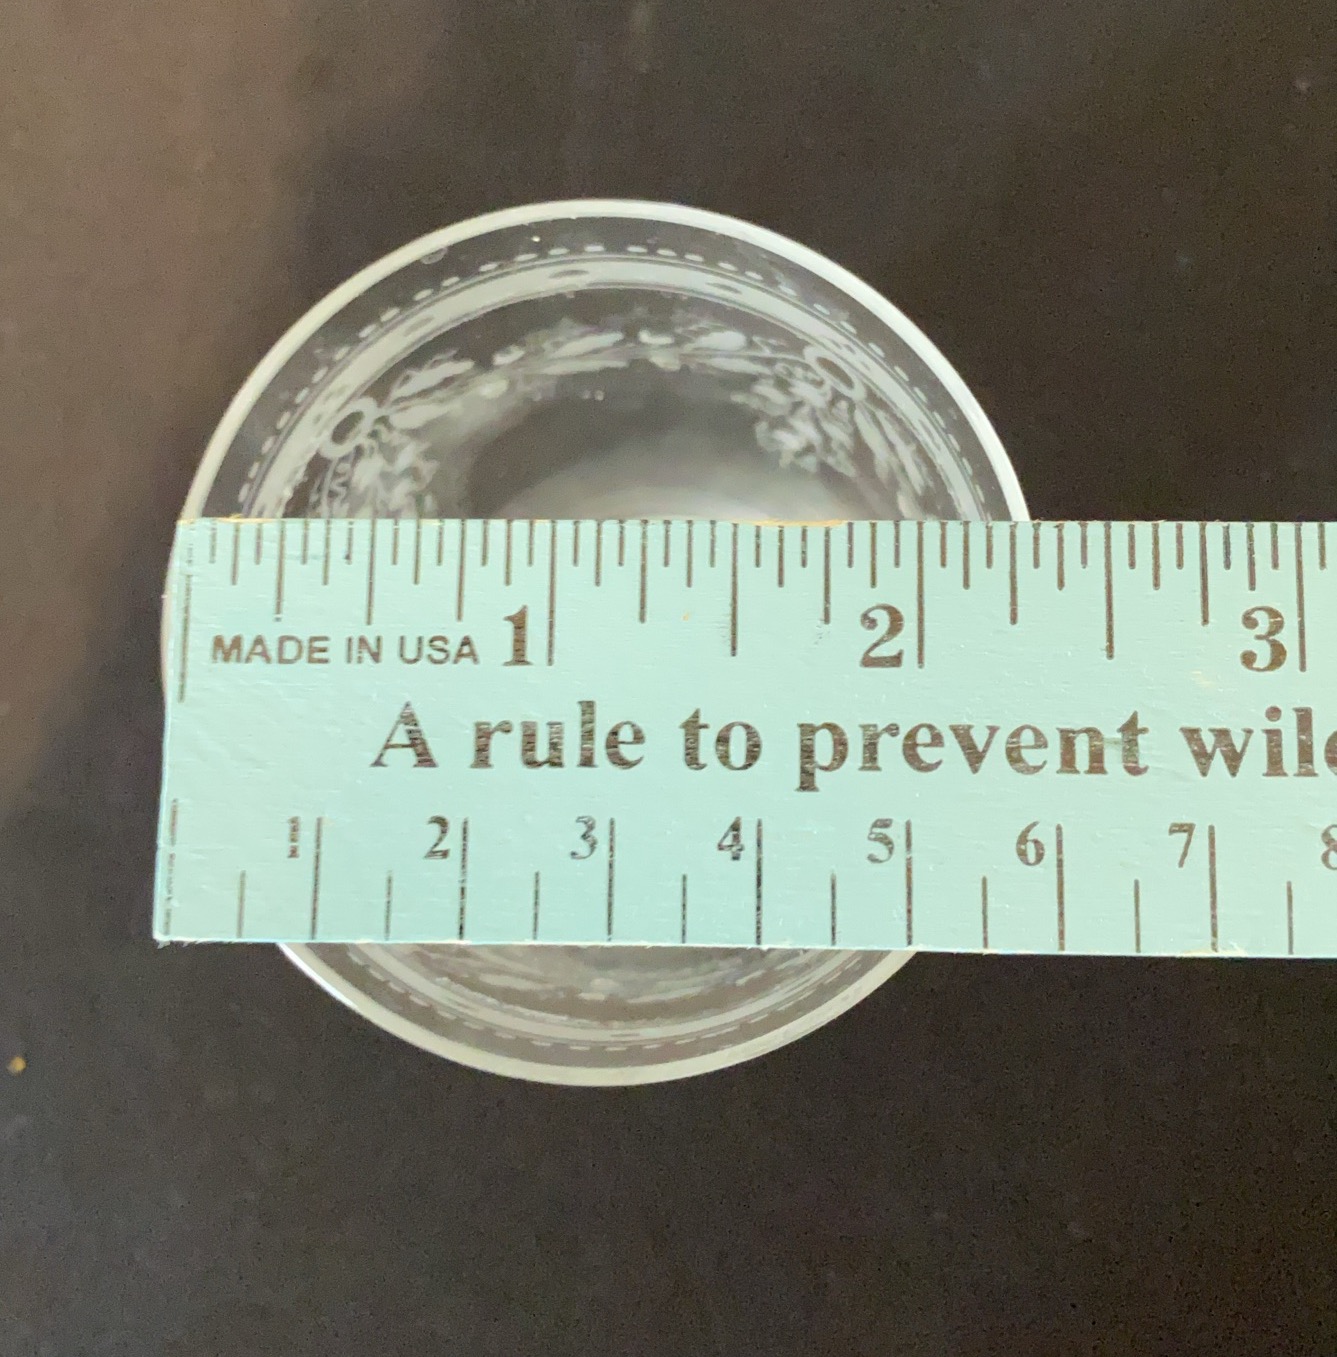 1 2 3
MADE IN USA
A rule to prevent wil
1 2 3 4 5 6 7 8